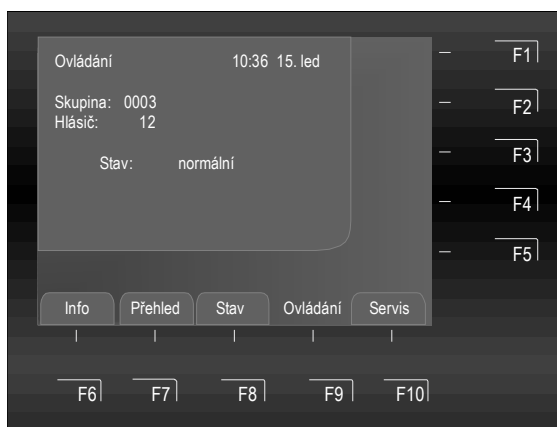 Ovládání 10:36 15. led
Skupina: 0003
Hlásič: 12
Stav: normální
F1
F2
F3
F4
F5
Info Přehled Stav Ovládání Servis
F6 F7 F8 F9 F10